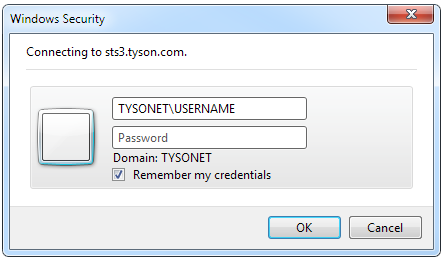 Windows Security
Connecting to sts3.tyson.com.
TYSONET\USERNAME
Password
Domain: TYSONET
Remember my credentials
OK
Cancel